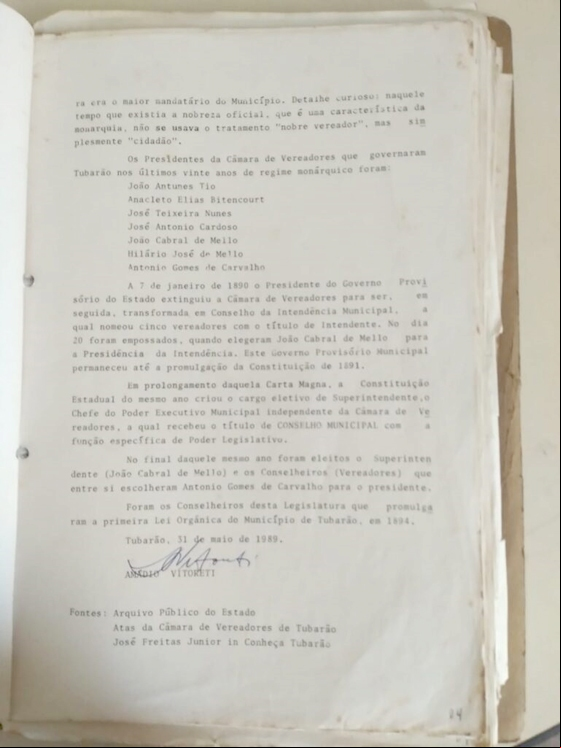 ra era o maior mandatário do Município. Detalhe curioso: naquele
tempo que existia a nobreza oficial, que é uma característica da
monarquia, não se usava o tratamento "nobre vereador", mas sim
plesmente "cidadão".
Os Presidentes da Câmara de Vereadores que governaram
Tubarão nos últimos vinte anos de regime monárquico foram:
João Antunes Tio
Anacleto Elias Bitencourt
José Teixeira Nunes
José Antonio Cardoso
João Cabral de Mello
Hilário José de Mello
Antonio Gomes de Carvalho
A 7 de janeiro de 1890 o Presidente do Governo Provi
sório do Estado extinguiu a Câmara de Vereadores para ser, em
seguida, transformada em Conselho da Intendência Municipal, a
qual nomeou cinco vereadores com o título de Intendente. No dia
20 foram empossados, quando elegeram João Cabral de Mello para
a Presidência da Intendência. Este Governo Provisório Municipal
permaneceu até a promulgação da Constituição de 1891.
Em prolongamento daquela Carta Magna, a Constituição
Estadual do mesmo ano criou o cargo eletivo de Superintendente,o
Chefe do Poder Executivo Municipal independente da Câmara de Ve
readores, a qual recebeu o título de CONSELHO MUNICIPAL com a
função específica de Poder Legislativo.
No final daquele mesmo ano foram eleitos o Superinten
dente (João Cabral de Mello) e os Conselheiros (Vereadores) que
entre si escolheram Antonio Gomes de Carvalho para o presidente.
Foram os Conselheiros desta Legislatura que promulga
ram a primeira Lei Orgânica de Município de Tubarão, em 1894.
Tubarão, 31 de maio de 1989.
AMÁDIO VITORETI
Fontes: Arquivo Público do Estado
Atas da Câmara de Vereadores de Tubarão
José Freitas Junior in Conheça Tubarão